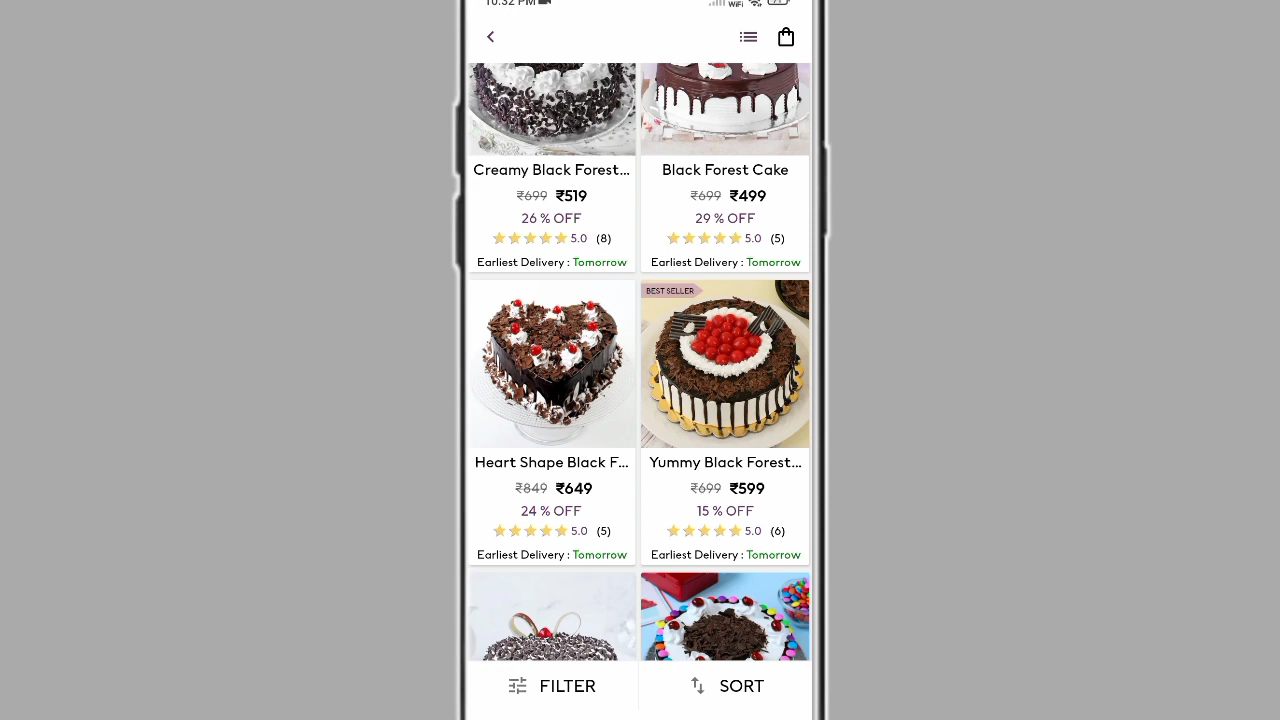 10:32 PM
WiFi
71
Creamy Black Forest...
₹699 ₹519
26 % OFF
5.0 (8)
Earliest Delivery : Tomorrow
Black Forest Cake
₹699 ₹499
29 % OFF
5.0 (5)
Earliest Delivery : Tomorrow
Heart Shape Black F...
₹849 ₹649
24 % OFF
5.0 (5)
Earliest Delivery : Tomorrow
BEST SELLER
Yummy Black Forest...
₹699 ₹599
15 % OFF
5.0 (6)
Earliest Delivery : Tomorrow
FILTER
SORT